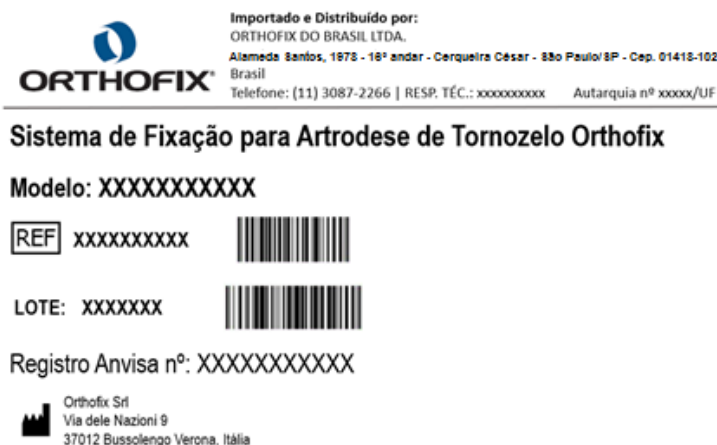 Importado e Distribuído por:
ORTHOFIX DO BRASIL LTDA.
Alameda Santos, 1978 - 16º andar - Cerqueira César - São Paulo/SP - Cep. 01418-102
Brasil
Telefone: (11) 3087-2266 | RESP. TÉC.: xxxxxxxxxx Autarquia nº xxxxx/UF
ORTHOFIX®
Sistema de Fixação para Artrodese de Tornozelo Orthofix
Modelo: XXXXXXXXXXX
REF XXXXXXXXXX
LOTE: XXXXXXX
Registro Anvisa nº: XXXXXXXXXXX
Orthofix Srl
Via dele Nazioni 9
37012 Bussolengo Verona, Itália